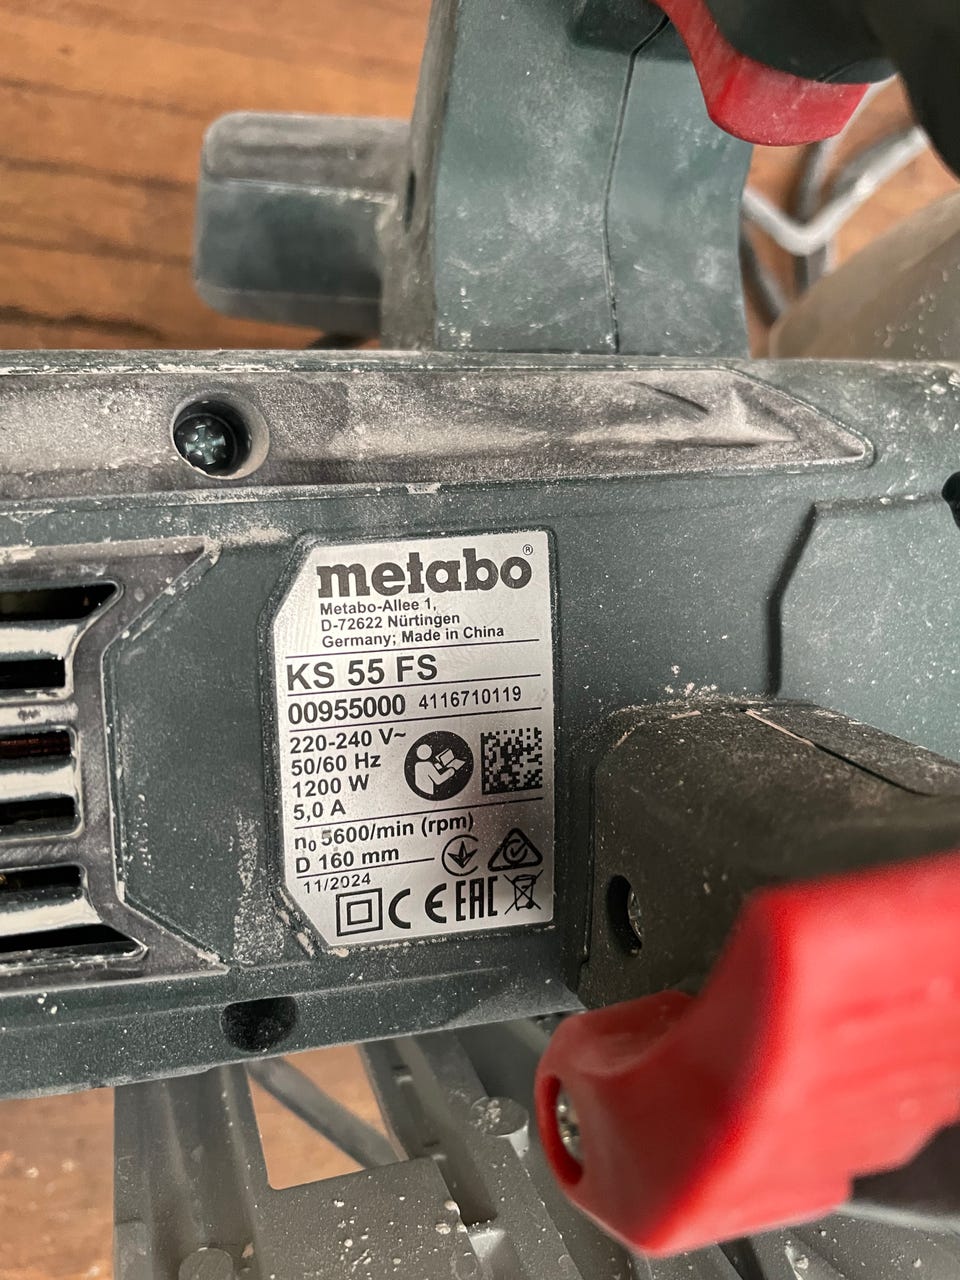 metabo®
Metabo-Allee 1,
D-72622 Nürtingen
Germany; Made in China
KS 55 FS
00955000 4116710119
220-240 V~
50/60 Hz
1200 W
5,0 A
n₀ 5600/min (rpm)
D 160 mm
11/2024
CE EAC